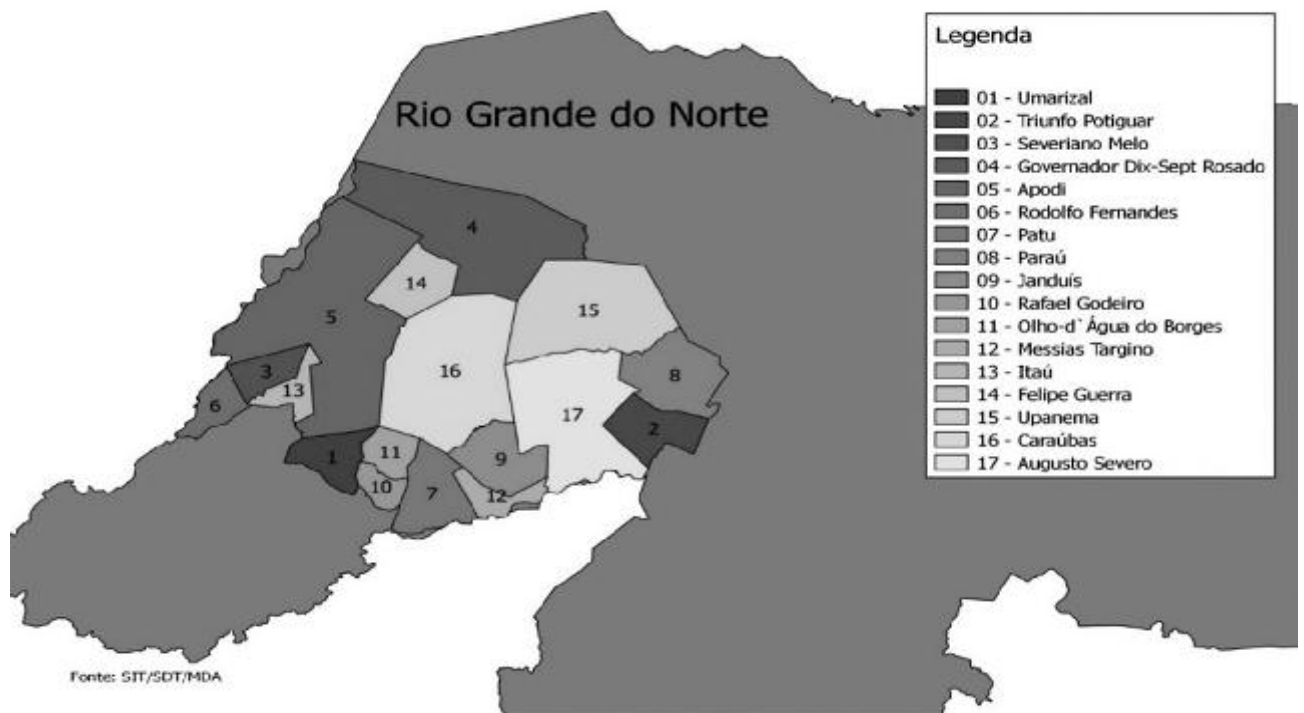 Rio Grande do Norte
4
14
5
15
16
3
13
8
6
17
2
1
11
9
10
7
12
Fonte: SIT/SDT/MDA
Legenda
01 - Umarizal
02 - Triunfo Potiguar
03 - Severiano Melo
04 - Governador Dix-Sept Rosado
05 - Apodi
06 - Rodolfo Fernandes
07 - Patu
08 - Paraú
09 - Janduís
10 - Rafael Godeiro
11 - Olho-d`Água do Borges
12 - Messias Targino
13 - Itaú
14 - Felipe Guerra
15 - Upanema
16 - Caraúbas
17 - Augusto Severo